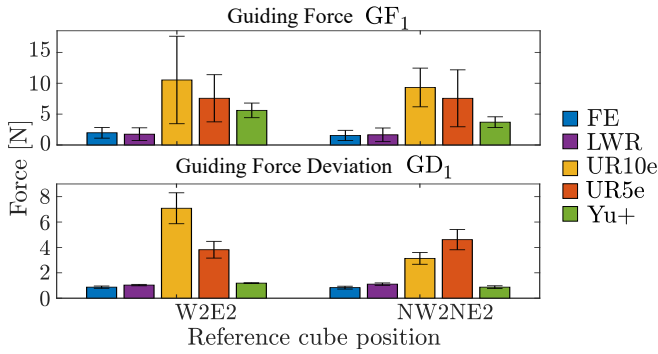 Guiding Force GF₁
15
10
5
0
Guiding Force Deviation GD₁
8
6
4
2
0
Force [N]
W2E2 NW2NE2
Reference cube position
FE
LWR
UR10e
UR5e
Yu+